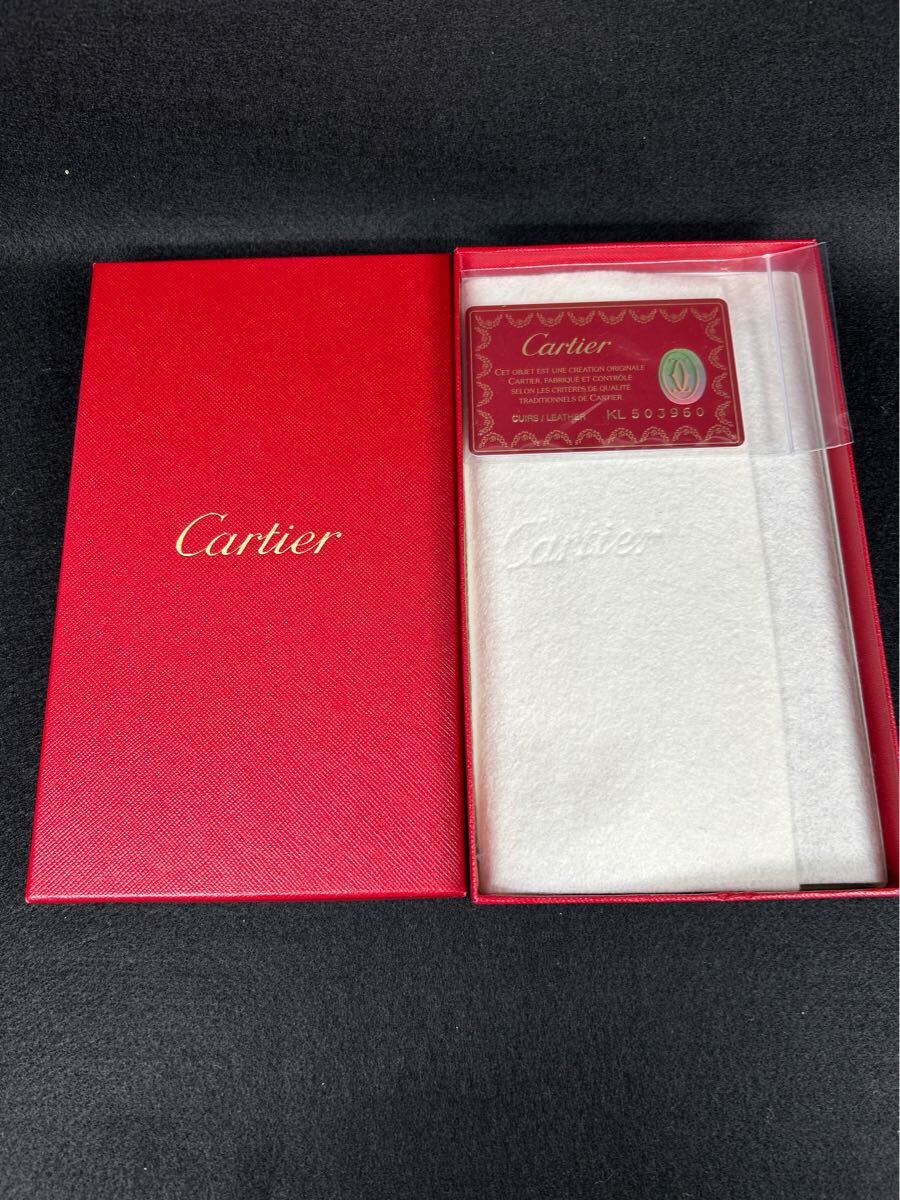 Cartier
Cartier
CET OBJET EST UNE CRÉATION ORIGINALE
CARTIER, FABRIQUÉ ET CONTRÔLÉ
SELON LES CRITÈRES DE QUALITÉ
TRADITIONNELS DE CARTIER.
CUIRS / LEATHER KL 503960
Cartier